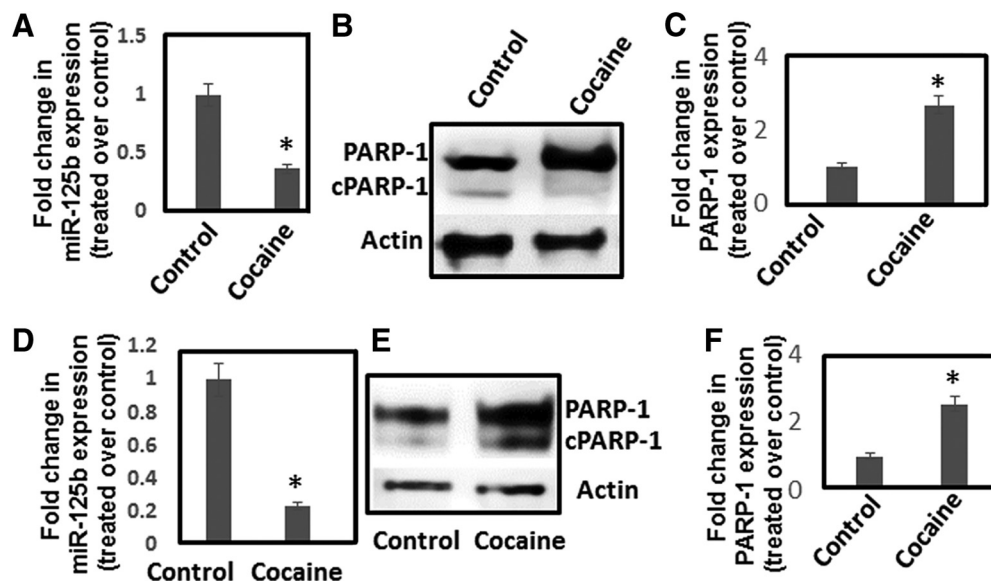 A
Fold change in
miR-125b expression
(treated over control)
1.5
1
0.5
0
*
Control
Cocaine
B
Control
Cocaine
PARP-1
cPARP-1
Actin
C
Fold change in
PARP-1 expression
(treated over control)
4
2
0
*
Control
Cocaine
D
Fold change in
miR-125b expression
(treated over control)
1.2
1
0.8
0.6
0.4
0.2
0
*
Control
Cocaine
E
PARP-1
cPARP-1
Actin
Control
Cocaine
F
Fold change in
PARP-1 expression
(treated over control)
4
2
0
*
Control
Cocaine